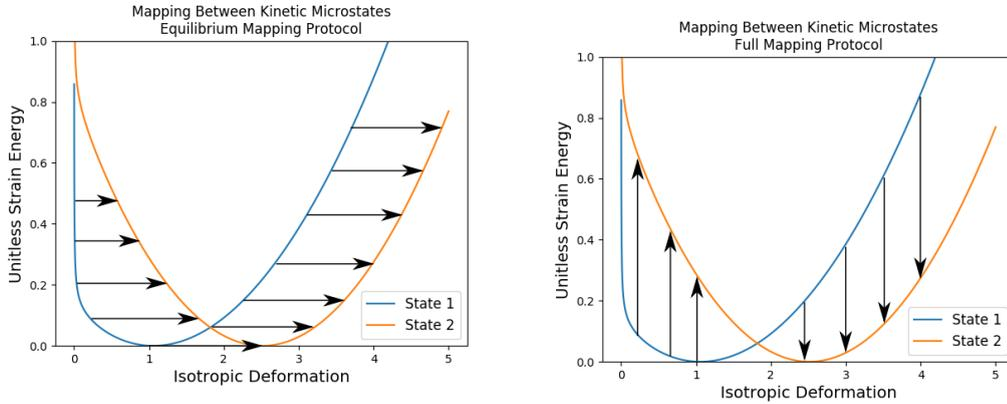 Mapping Between Kinetic Microstates
Equilibrium Mapping Protocol
1.0
0.8
0.6
0.4
0.2
0.0
Unitless Strain Energy
0 1 2 3 4 5
Isotropic Deformation
State 1
State 2
Mapping Between Kinetic Microstates
Full Mapping Protocol
1.0
0.8
0.6
0.4
0.2
0.0
Unitless Strain Energy
0 1 2 3 4 5
Isotropic Deformation
State 1
State 2